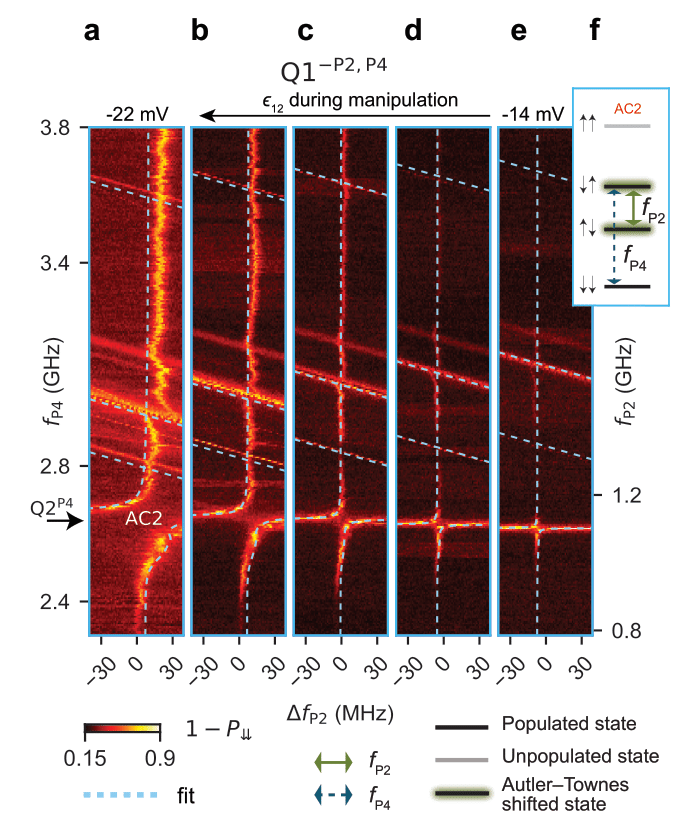 a b c d e f
Q1⁻ᴾ²,ᴾ⁴
-22 mV
ϵ₁₂ during manipulation
-14 mV
3.8
3.4
2.8
2.4
f_P4 (GHz)
Q2^P4
AC2
AC2
↑↑
↓↑
↑↓
↓↓
f_P2
f_P4
f_P2 (GHz)
1.2
0.8
−30 0 30 −30 0 30 −30 0 30 −30 0 30 −30 0 30
Δf_P2 (MHz)
1 − P_⇊
0.15 0.9
fit
f_P2
f_P4
Populated state
Unpopulated state
Autler–Townes
shifted state